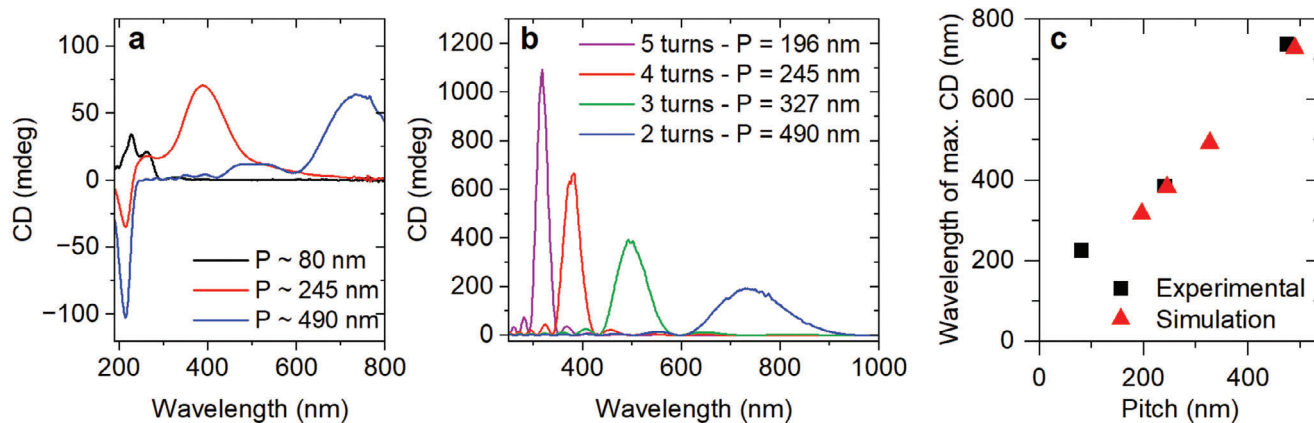 a
100
50
0
−50
−100
CD (mdeg)
P ~ 80 nm
P ~ 245 nm
P ~ 490 nm
200 400 600 800
Wavelength (nm)
b
1200
1000
800
600
400
200
0
CD (mdeg)
5 turns - P = 196 nm
4 turns - P = 245 nm
3 turns - P = 327 nm
2 turns - P = 490 nm
400 600 800 1000
Wavelength (nm)
c
800
600
400
200
0
Wavelength of max. CD (nm)
Experimental
Simulation
0 200 400
Pitch (nm)